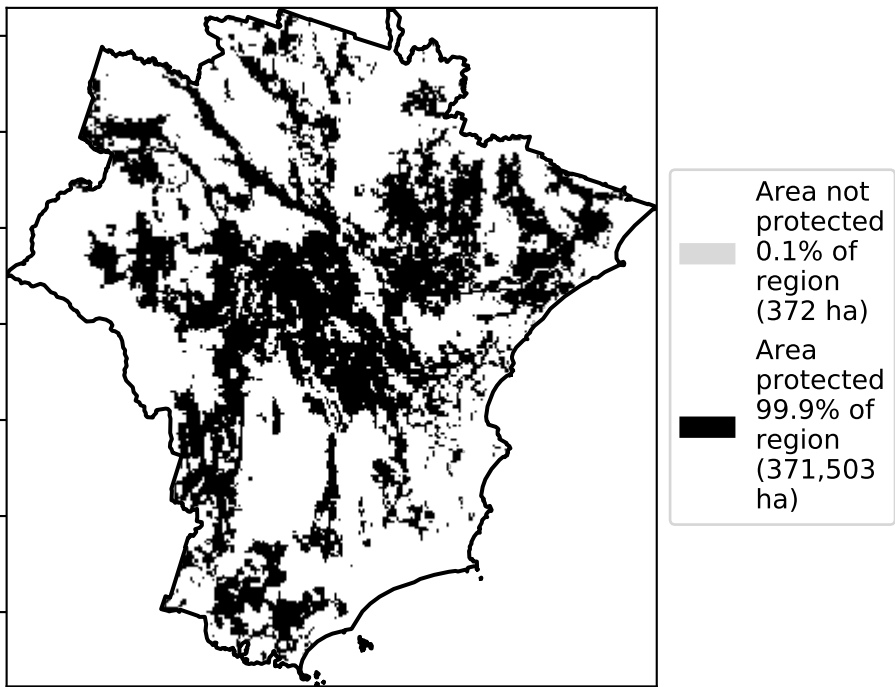 Area not
protected
0.1% of
region
(372 ha)
Area
protected
99.9% of
region
(371,503
ha)